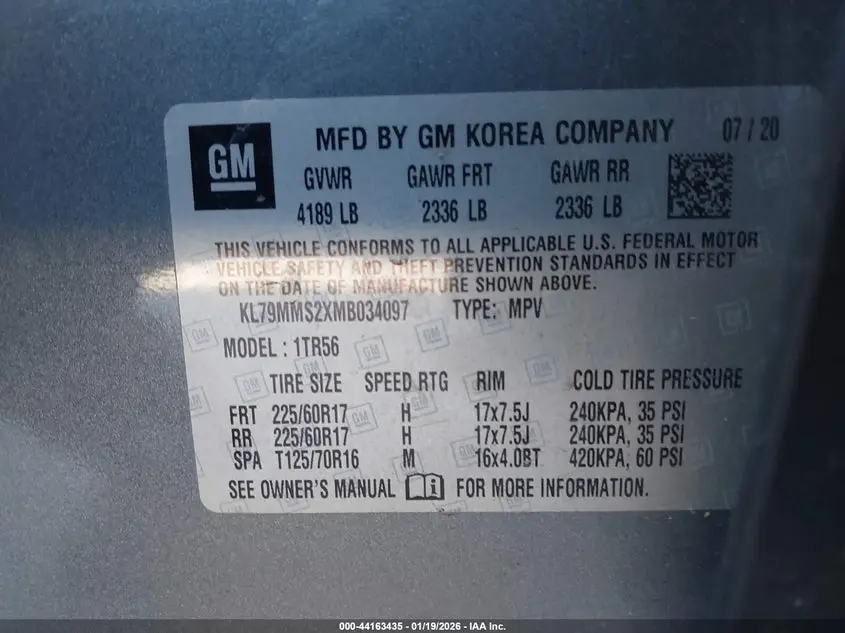 GM
MFD BY GM KOREA COMPANY 07 / 20
GVWR GAWR FRT GAWR RR
4189 LB 2336 LB 2336 LB
THIS VEHICLE CONFORMS TO ALL APPLICABLE U.S. FEDERAL MOTOR
VEHICLE SAFETY AND THEFT PREVENTION STANDARDS IN EFFECT
ON THE DATE OF MANUFACTURE SHOWN ABOVE.
KL79MMS2XMB034097 TYPE: MPV
MODEL : 1TR56
TIRE SIZE SPEED RTG RIM COLD TIRE PRESSURE
FRT 225/60R17 H 17x7.5J 240KPA, 35 PSI
RR 225/60R17 H 17x7.5J 240KPA, 35 PSI
SPA T125/70R16 M 16x4.0BT 420KPA, 60 PSI
SEE OWNER'S MANUAL i FOR MORE INFORMATION.
000-44163435 - 01/19/2026 - IAA Inc.